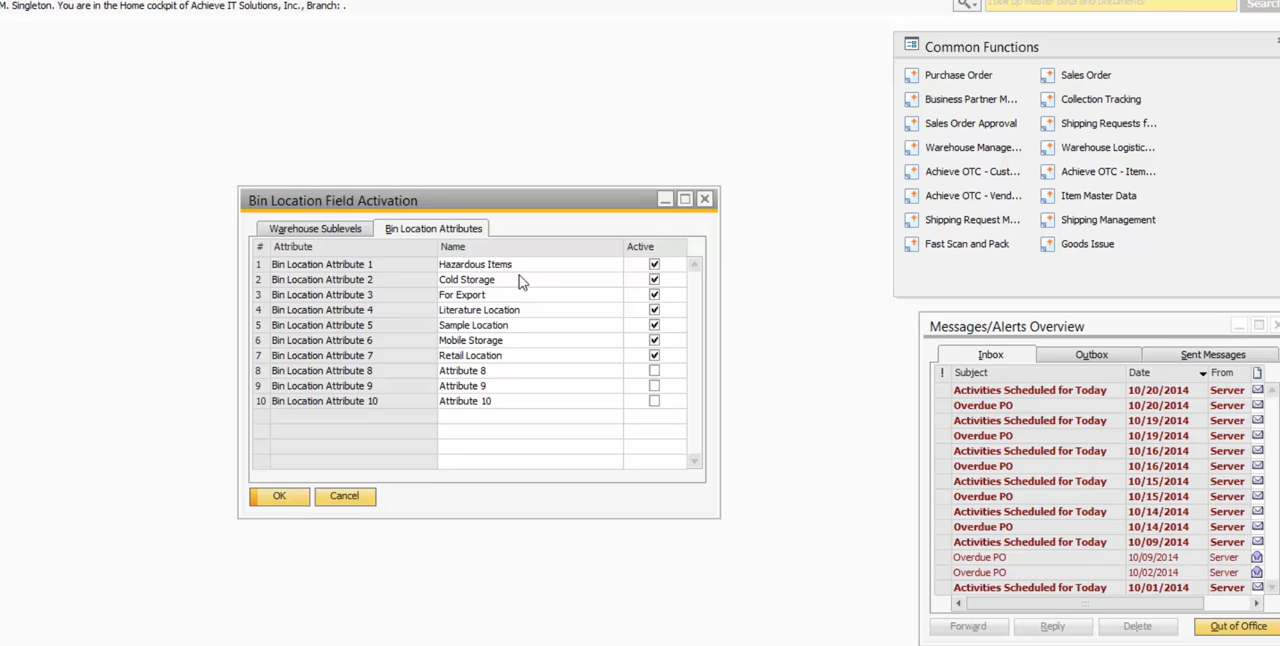 M. Singleton. You are in the Home cockpit of Achieve IT Solutions, Inc., Branch: .
Look up master data and documents
Search
Common Functions
Purchase Order
Sales Order
Business Partner M...
Collection Tracking
Sales Order Approval
Shipping Requests f...
Warehouse Manage...
Warehouse Logistic...
Achieve OTC - Cust...
Achieve OTC - Item...
Achieve OTC - Vend...
Item Master Data
Shipping Request M...
Shipping Management
Fast Scan and Pack
Goods Issue
Bin Location Field Activation
Warehouse Sublevels
Bin Location Attributes
# Attribute Name Active
1 Bin Location Attribute 1 Hazardous Items
2 Bin Location Attribute 2 Cold Storage
3 Bin Location Attribute 3 For Export
4 Bin Location Attribute 4 Literature Location
5 Bin Location Attribute 5 Sample Location
6 Bin Location Attribute 6 Mobile Storage
7 Bin Location Attribute 7 Retail Location
8 Bin Location Attribute 8 Attribute 8
9 Bin Location Attribute 9 Attribute 9
10 Bin Location Attribute 10 Attribute 10
OK
Cancel
Messages/Alerts Overview
Inbox
Outbox
Sent Messages
! Subject Date From
Activities Scheduled for Today 10/20/2014 Server
Overdue PO 10/20/2014 Server
Activities Scheduled for Today 10/19/2014 Server
Overdue PO 10/19/2014 Server
Activities Scheduled for Today 10/16/2014 Server
Overdue PO 10/16/2014 Server
Activities Scheduled for Today 10/15/2014 Server
Overdue PO 10/15/2014 Server
Activities Scheduled for Today 10/14/2014 Server
Overdue PO 10/14/2014 Server
Activities Scheduled for Today 10/09/2014 Server
Overdue PO 10/09/2014 Server
Overdue PO 10/02/2014 Server
Activities Scheduled for Today 10/01/2014 Server
Forward
Reply
Delete
Out of Office